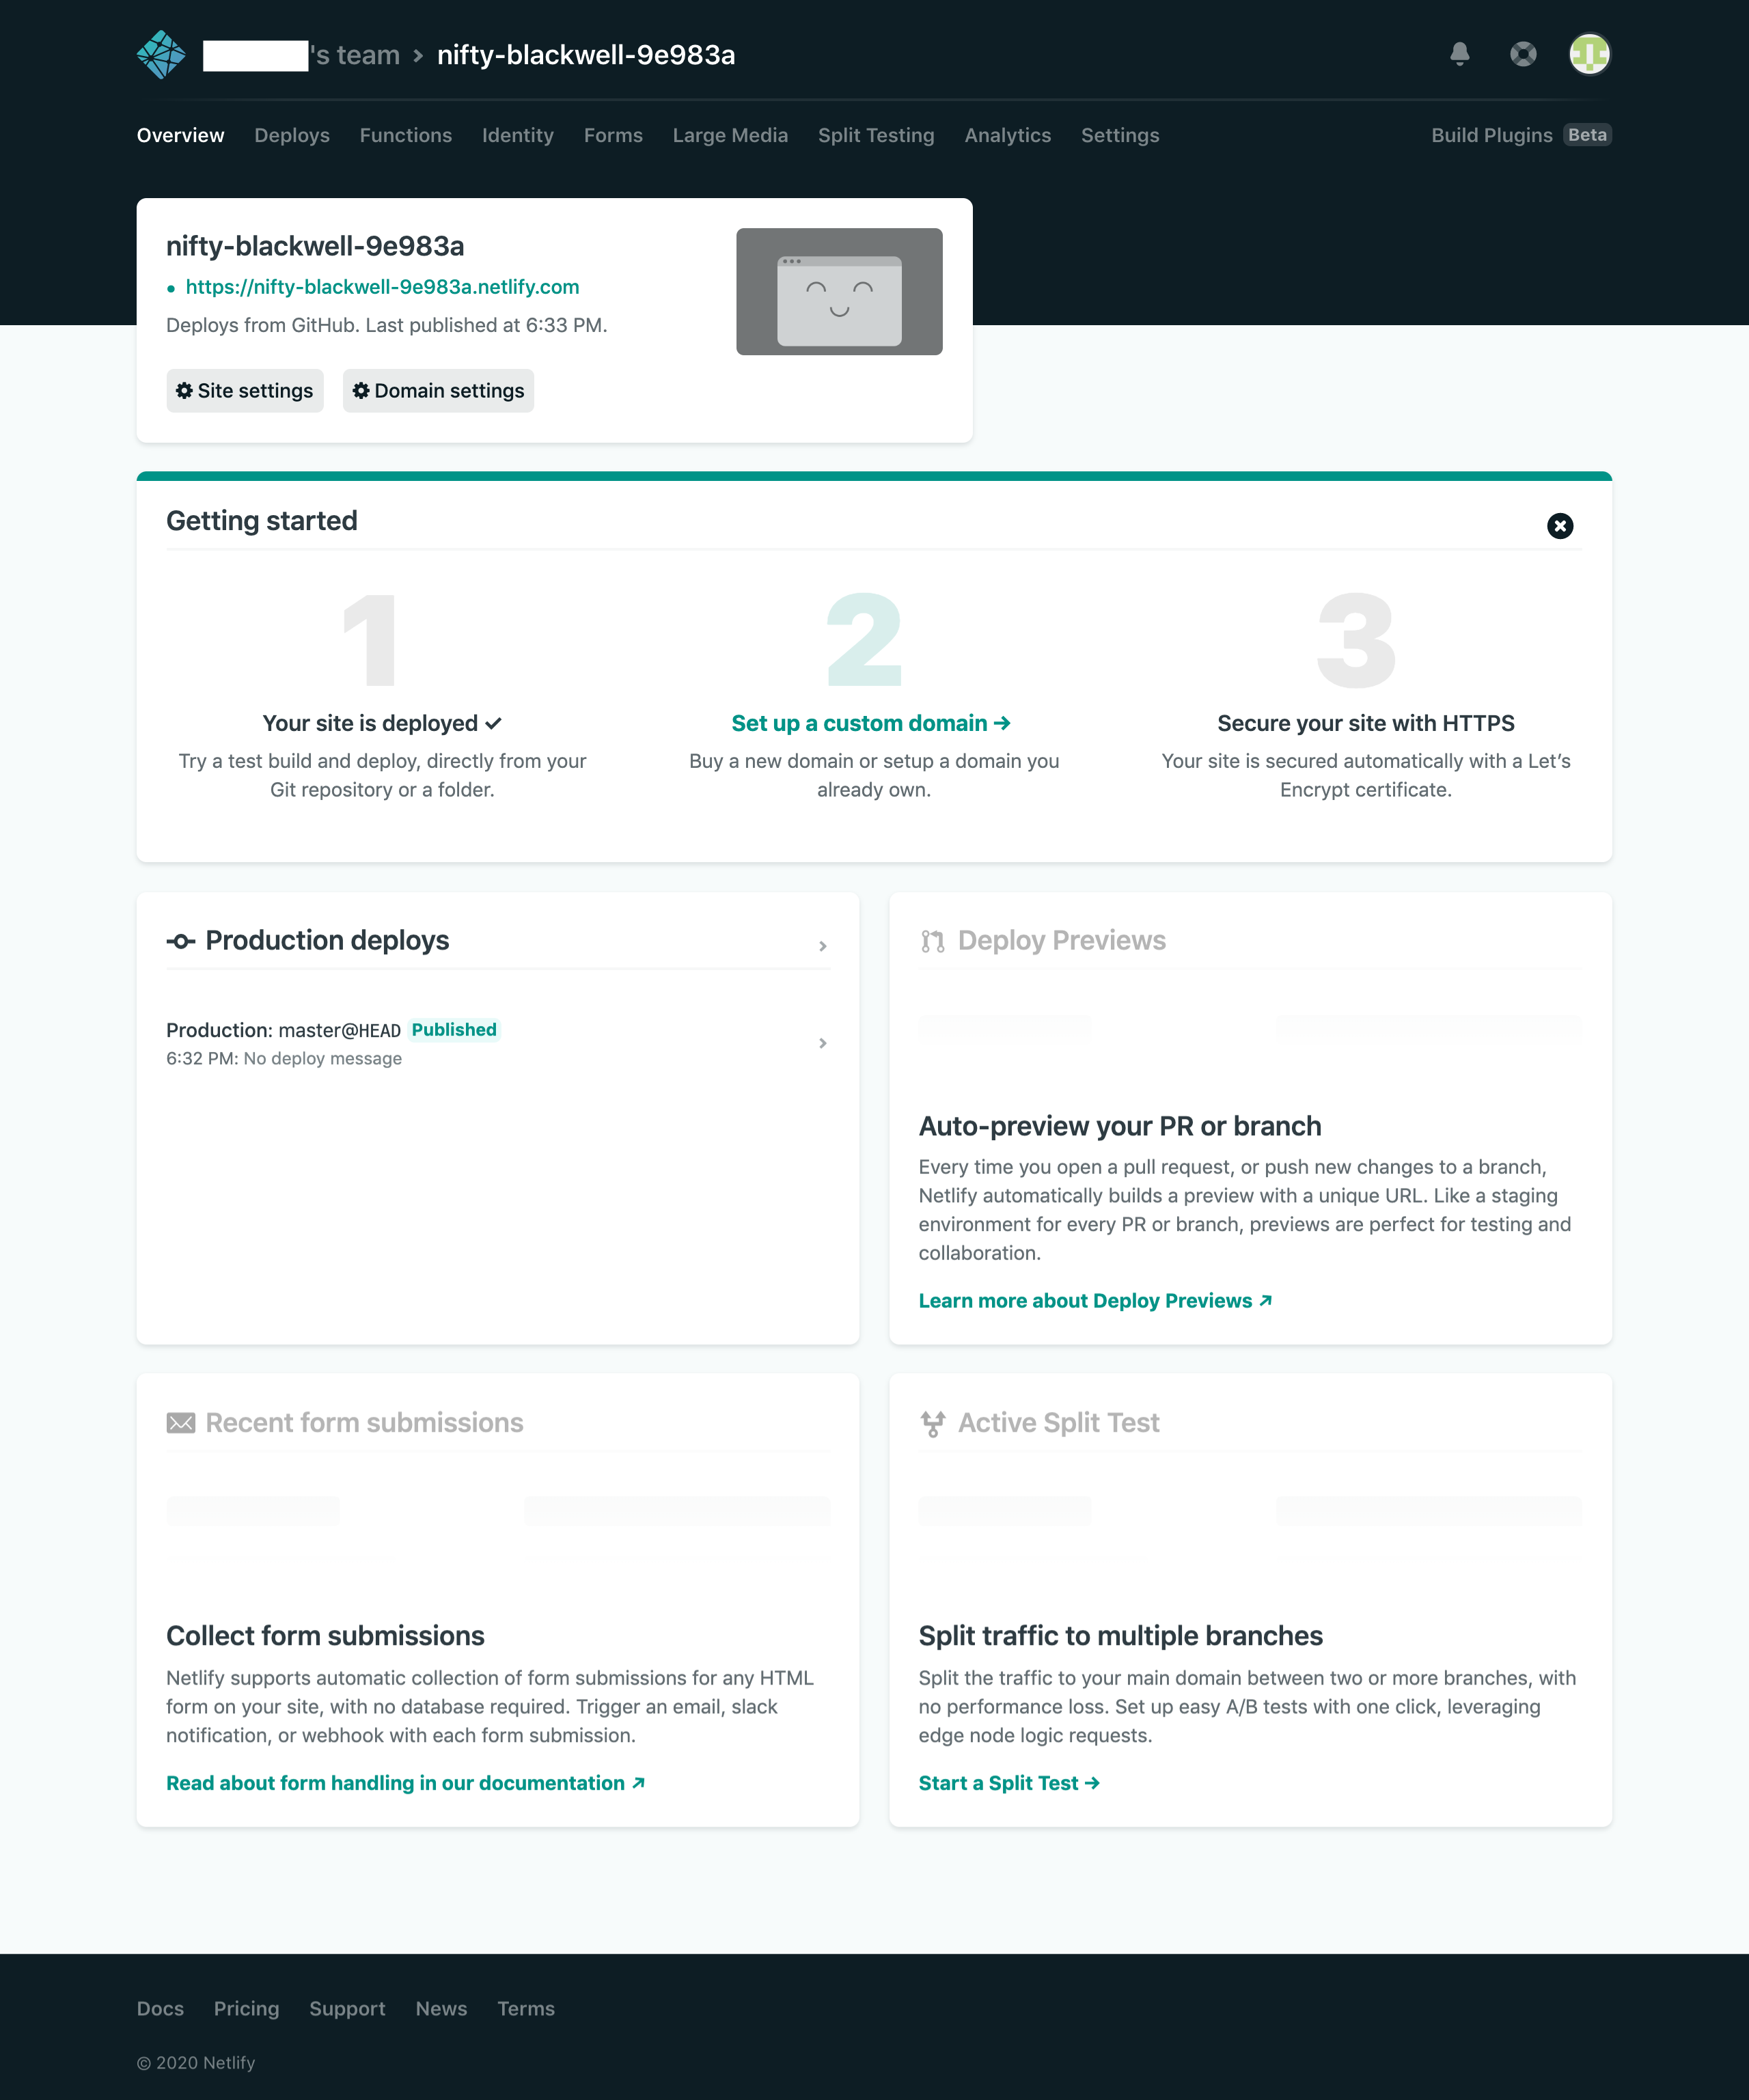 's team > nifty-blackwell-9e983a
Overview Deploys Functions Identity Forms Large Media Split Testing Analytics Settings Build Plugins Beta
nifty-blackwell-9e983a
https://nifty-blackwell-9e983a.netlify.com
Deploys from GitHub. Last published at 6:33 PM.
Site settings Domain settings
Getting started
1
Your site is deployed ✓
Try a test build and deploy, directly from your
Git repository or a folder.
2
Set up a custom domain →
Buy a new domain or setup a domain you
already own.
3
Secure your site with HTTPS
Your site is secured automatically with a Let’s
Encrypt certificate.
Production deploys
Production: master@HEAD Published
6:32 PM: No deploy message
Deploy Previews
Auto-preview your PR or branch
Every time you open a pull request, or push new changes to a branch,
Netlify automatically builds a preview with a unique URL. Like a staging
environment for every PR or branch, previews are perfect for testing and
collaboration.
Learn more about Deploy Previews ↗
Recent form submissions
Collect form submissions
Netlify supports automatic collection of form submissions for any HTML
form on your site, with no database required. Trigger an email, slack
notification, or webhook with each form submission.
Read about form handling in our documentation ↗
Active Split Test
Split traffic to multiple branches
Split the traffic to your main domain between two or more branches, with
no performance loss. Set up easy A/B tests with one click, leveraging
edge node logic requests.
Start a Split Test →
Docs Pricing Support News Terms
© 2020 Netlify